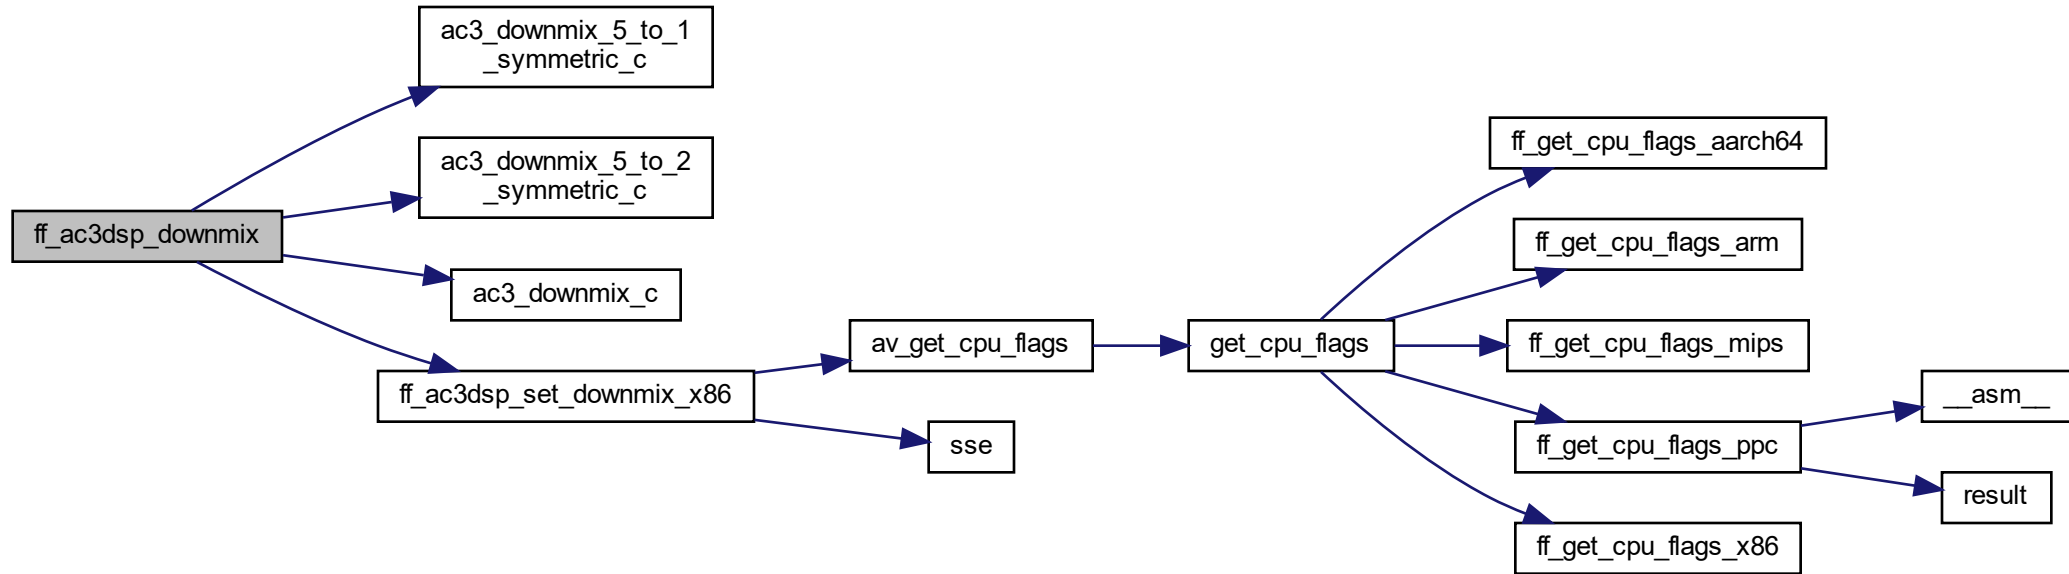 ff_ac3dsp_downmix
ac3_downmix_5_to_1
_symmetric_c
ac3_downmix_5_to_2
_symmetric_c
ac3_downmix_c
ff_ac3dsp_set_downmix_x86
av_get_cpu_flags
sse
get_cpu_flags
ff_get_cpu_flags_aarch64
ff_get_cpu_flags_arm
ff_get_cpu_flags_mips
ff_get_cpu_flags_ppc
ff_get_cpu_flags_x86
__asm__
result